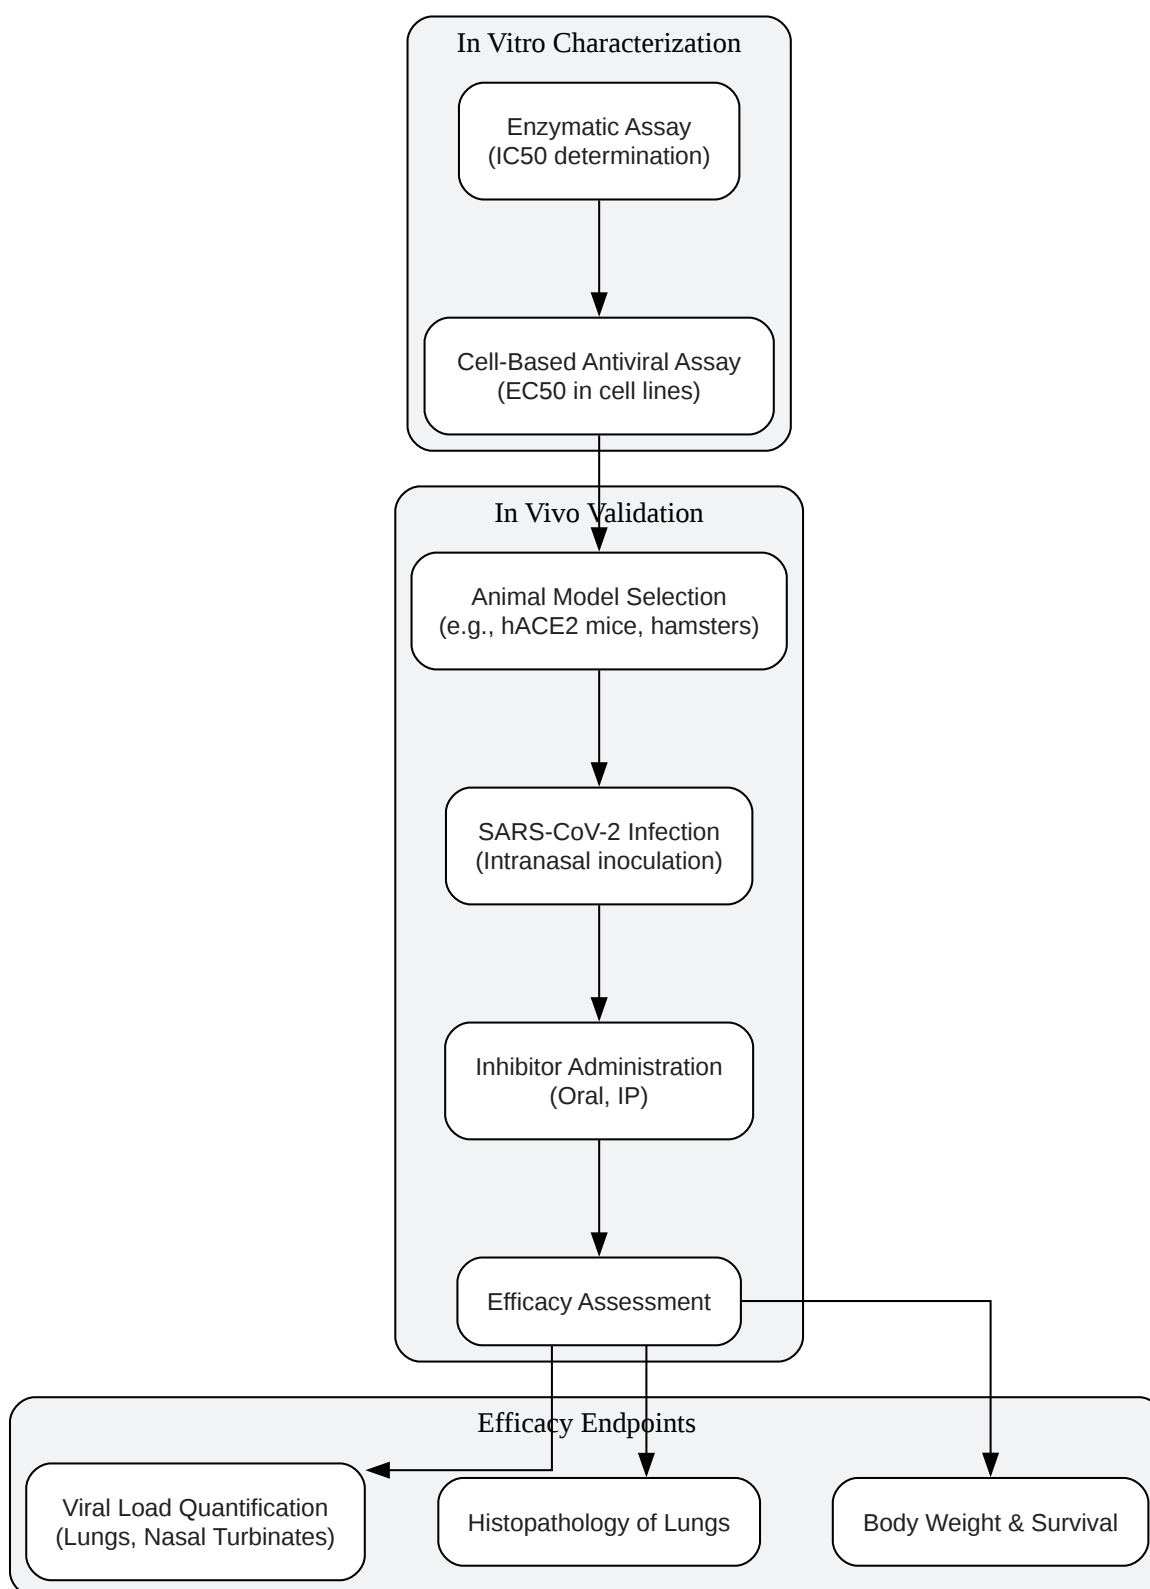 In Vitro Characterization
Enzymatic Assay
(IC50 determination)
Cell-Based Antiviral Assay
(EC50 in cell lines)
In Vivo Validation
Animal Model Selection
(e.g., hACE2 mice, hamsters)
SARS-CoV-2 Infection
(Intranasal inoculation)
Inhibitor Administration
(Oral, IP)
Efficacy Assessment
Efficacy Endpoints
Viral Load Quantification
(Lungs, Nasal Turbinates)
Histopathology of Lungs
Body Weight & Survival